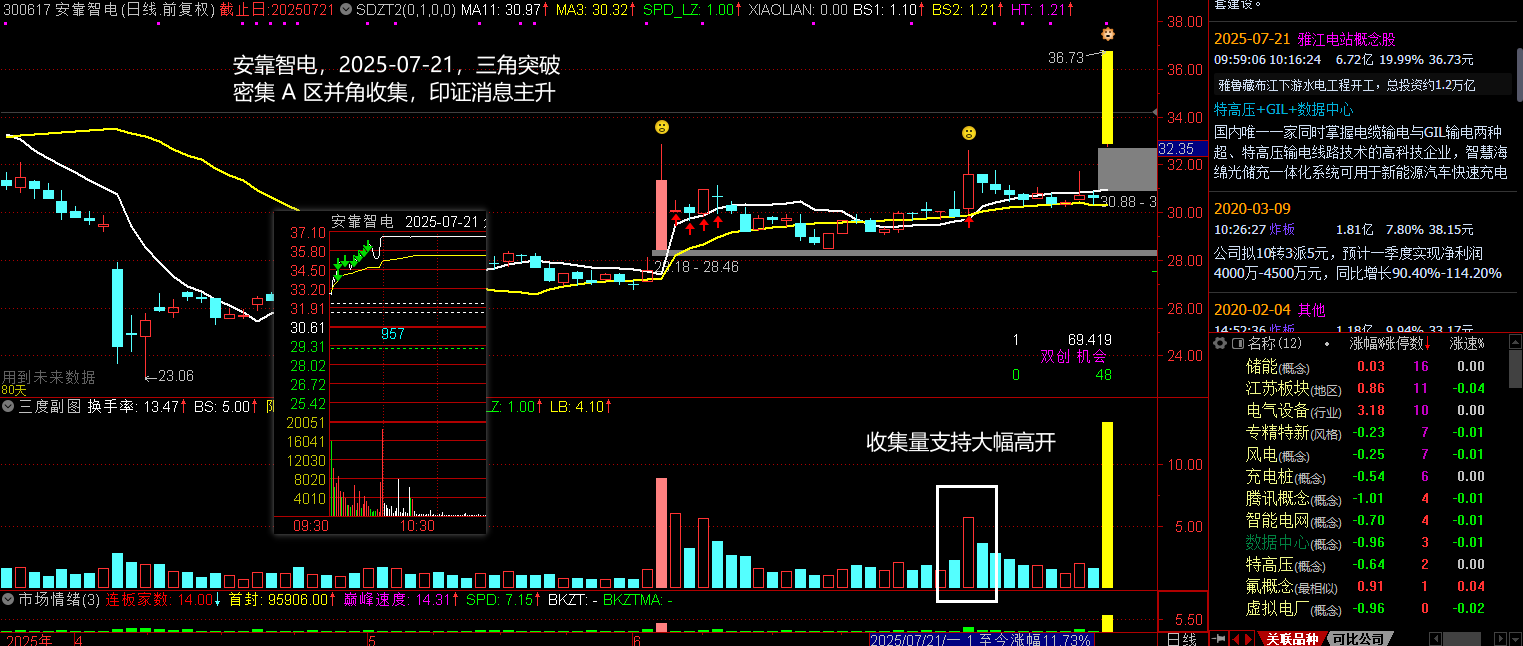 300617 安靠智电(日线.前复权) 截止日:20250721 SDZT2(0,1,0,0) MA11: 30.97↑ MA3: 30.32↑ SPD_LZ: 1.00↑ XIAOLIAN: 0.00 BS1: 1.10↑ BS2: 1.21↑ HT: 1.21↑
安靠智电，2025-07-21，三角突破
密集 A 区并角收集，印证消息主升
36.73
38.00
36.00
34.00
32.35
32.00
30.00
28.00
26.00
24.00
30.88 - 3
28.18 - 28.46
←23.06
用到未来数据
80天
1 69.419
双创 机会
0 48
安靠智电 2025-07-21
37.10
35.80
34.50
33.20
31.91
30.61
29.31
28.02
26.72
25.42
957
20051
16041
12030
8020
4010
09:30 10:30
三度副图 换手率: 13.47↑ BS: 5.00↑
LZ: 1.00↑ LB: 4.10↑
收集量支持大幅高开
10.00
5.00
市场情绪(3) 连板家数: 14.00↓ 首封: 95906.00↑ 巅峰速度: 14.31↑ SPD: 7.15↑ BKZT: - BKZTMA: -
5.50
2025年 4 5 6 2025/07/21/一 1 至今涨幅11.73% 日线
套建设。
2025-07-21 雅江电站概念股
09:59:06 10:16:24 6.72亿 19.99% 36.73元
雅鲁藏布江下游水电工程开工，总投资约1.2万亿
特高压+GIL+数据中心
国内唯一一家同时掌握电缆输电与GIL输电两种
超、特高压输电线路技术的高科技企业，智慧海
绵光储充一体化系统可用于新能源汽车快速充电
2020-03-09
10:26:27 炸板 1.81亿 7.80% 38.15元
公司拟10转3派5元，预计一季度实现净利润
4000万-4500万元，同比增长90.40%-114.20%
2020-02-04 其他
14:52:36 炸板 1.18亿 9.94% 33.17元
名称(12) • 涨幅% 涨停数↓ 涨速%
储能(概念) 0.03 16 0.00
江苏板块(地区) 0.86 11 -0.04
电气设备(行业) 3.18 10 0.00
专精特新(风格) -0.23 7 -0.01
风电(概念) -0.25 7 -0.01
充电桩(概念) -0.54 6 0.00
腾讯概念(概念) -1.01 4 -0.01
智能电网(概念) -0.70 4 -0.01
数据中心(概念) -0.96 3 -0.01
特高压(概念) -0.64 2 0.00
氟概念(最相似) 0.91 1 0.04
虚拟电厂(概念) -0.96 0 -0.02
关联品种 可比公司